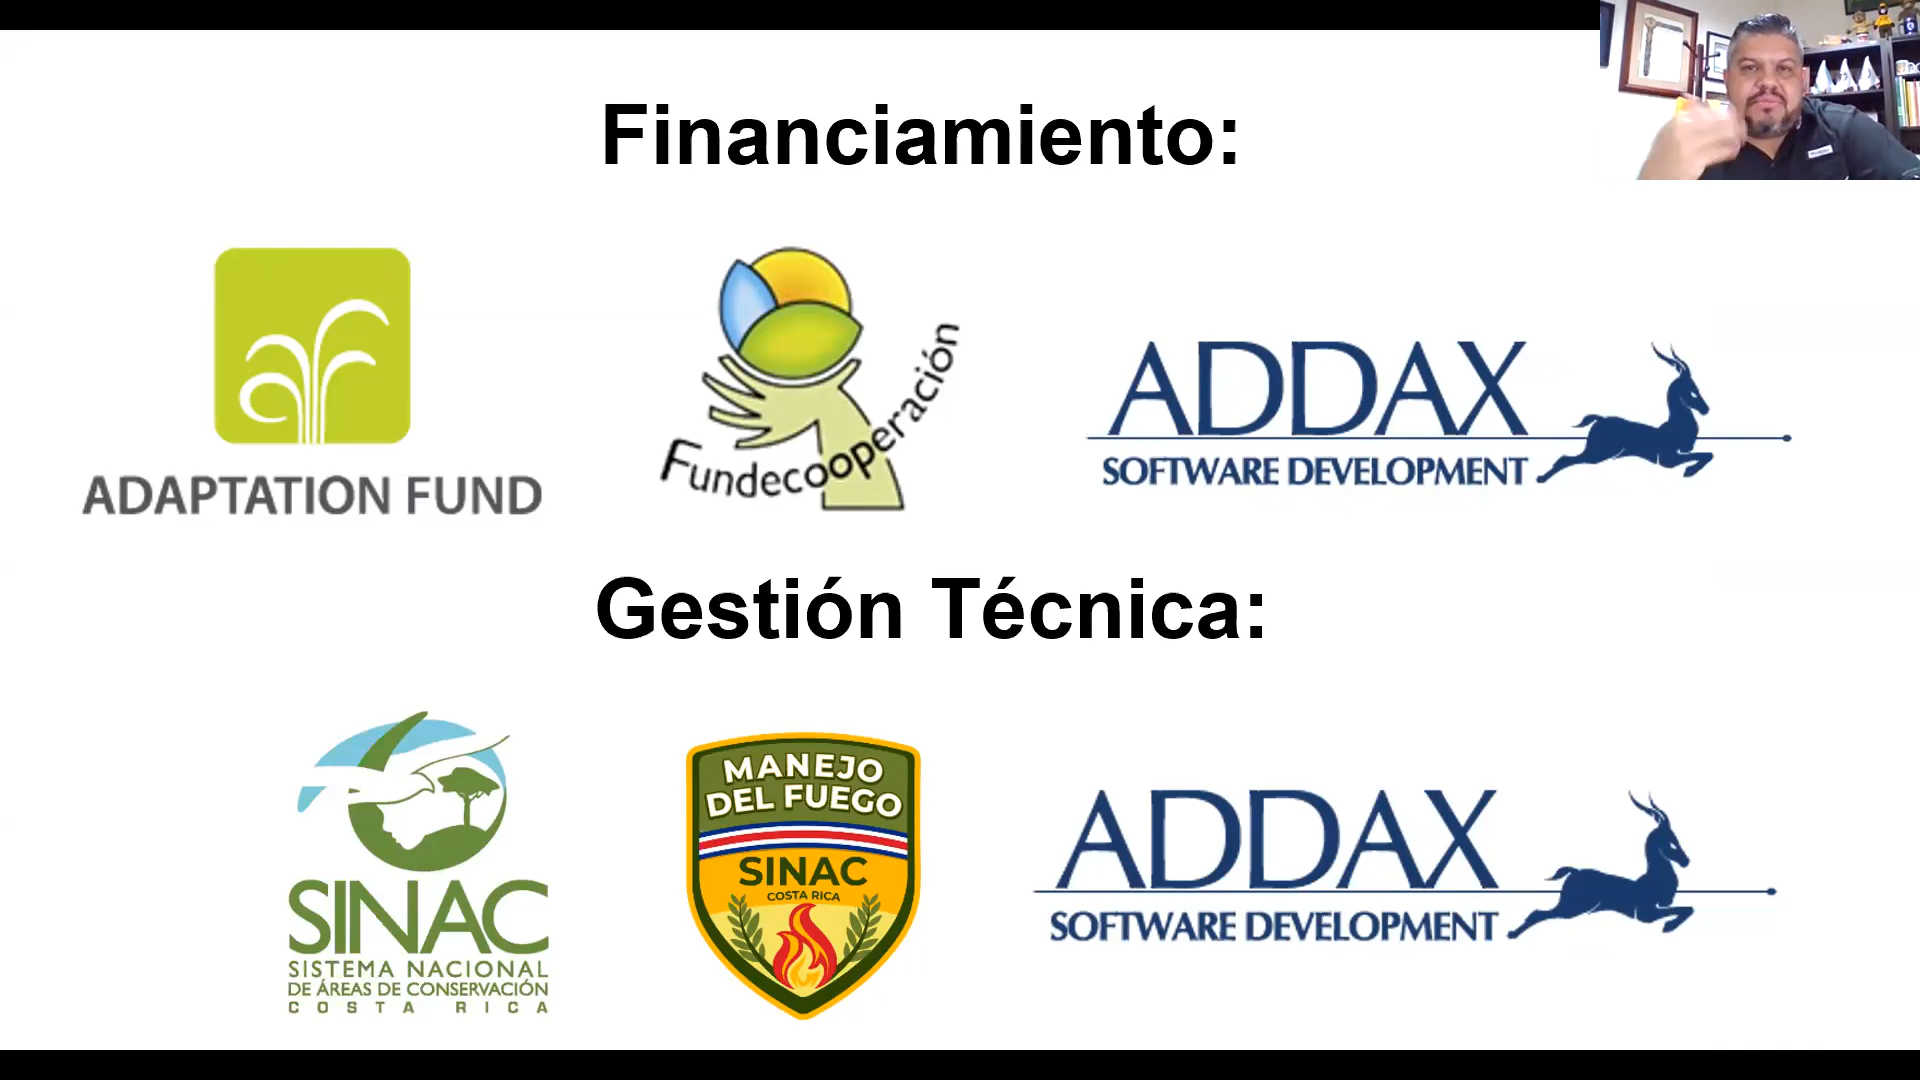 Financiamiento:
ADAPTATION FUND
Fundecooperación
ADDAX
SOFTWARE DEVELOPMENT
Gestión Técnica:
SINAC
SISTEMA NACIONAL
DE ÁREAS DE CONSERVACIÓN
COSTA RICA
MANEJO
DEL FUEGO
SINAC
COSTA RICA
ADDAX
SOFTWARE DEVELOPMENT